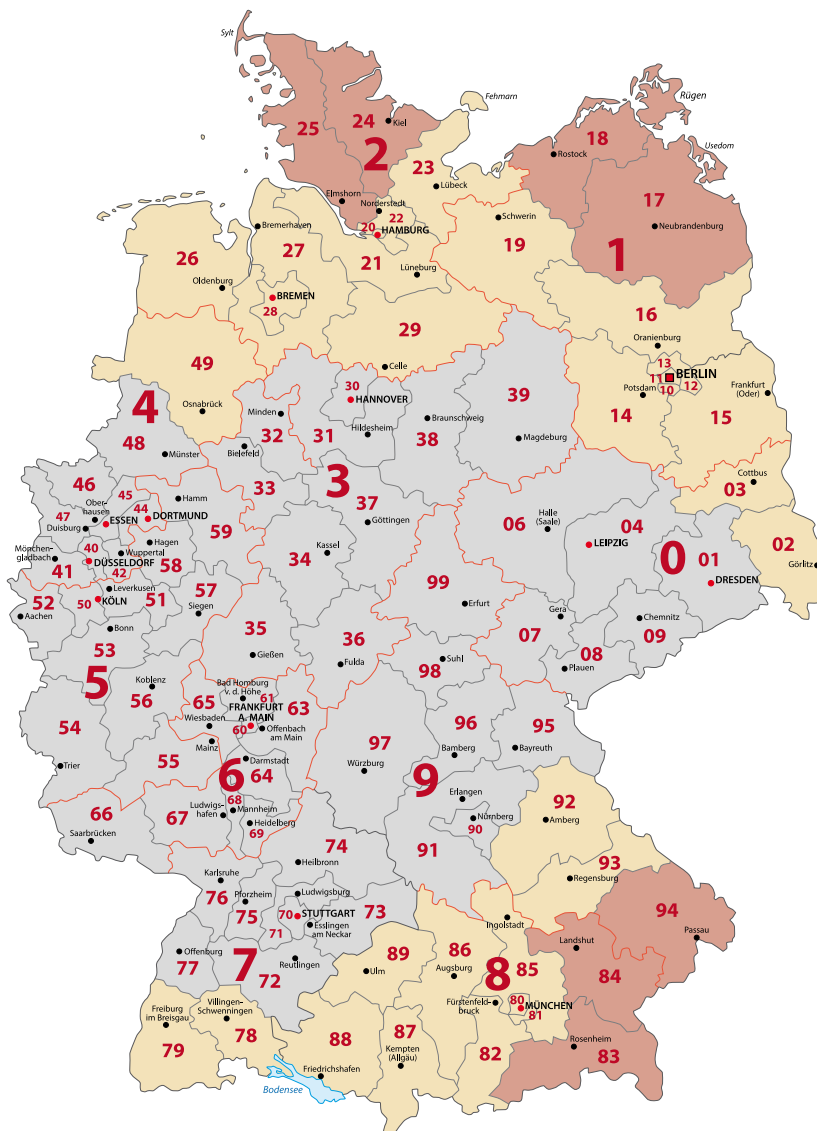 Sylt
Fehmarn
Rügen
Usedom
25
24
Kiel
2
18
Rostock
23
Lübeck
17
Elmshorn
Norderstedt
22
20
HAMBURG
Schwerin
19
Neubrandenburg
1
Bremerhaven
27
26
21
Lüneburg
Oldenburg
BREMEN
28
16
29
Oranienburg
49
Celle
13
BERLIN
11
10
12
Potsdam
Frankfurt
(Oder)
30
HANNOVER
39
14
15
Osnabrück
4
Minden
32
31
Hildesheim
38
Braunschweig
Magdeburg
48
Münster
Bielefeld
Cottbus
03
46
45
33
3
37
Hamm
Ober-
hausen
47
Duisburg
ESSEN
44
DORTMUND
59
Göttingen
06
Halle
(Saale)
04
LEIPZIG
02
Görlitz
0
01
DRESDEN
Mönchen-
gladbach
41
40
DÜSSELDORF
42
Wuppertal
Hagen
58
34
Kassel
99
Erfurt
52
Aachen
50
KÖLN
Leverkusen
51
57
Siegen
Bonn
53
5
35
Gießen
36
Fulda
07
Gera
Chemnitz
09
08
Plauen
98
Suhl
Koblenz
56
Bad Homburg
v. d. Höhe
61
65
FRANKFURT
A. MAIN
63
60
Offenbach
am Main
Wiesbaden
Mainz
54
Trier
55
6
Darmstadt
64
97
Würzburg
96
Bamberg
95
Bayreuth
9
66
Saarbrücken
67
Ludwigs-
hafen
68
Mannheim
Heidelberg
69
Erlangen
Nürnberg
90
91
92
Amberg
93
Regensburg
74
Heilbronn
Karlsruhe
76
Pforzheim
75
Ludwigsburg
70
STUTTGART
71
Esslingen
am Neckar
73
94
Passau
Ingolstadt
Landshut
84
Offenburg
77
7
72
Reutlingen
89
Ulm
86
Augsburg
8
85
80
MÜNCHEN
81
Fürstenfeld-
bruck
Freiburg
im Breisgau
79
Villingen-
Schwenningen
78
88
Friedrichshafen
87
Kempten
(Allgäu)
82
Rosenheim
83
Bodensee